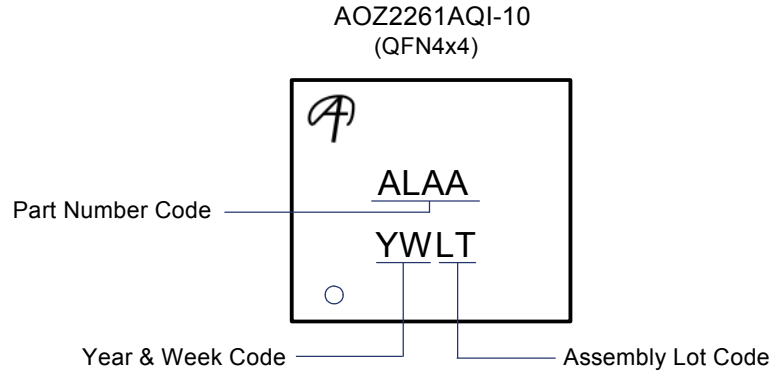 AOZ2261AQI-10
(QFN4x4)
ALAA
Part Number Code
YWLT
Year & Week Code
Assembly Lot Code